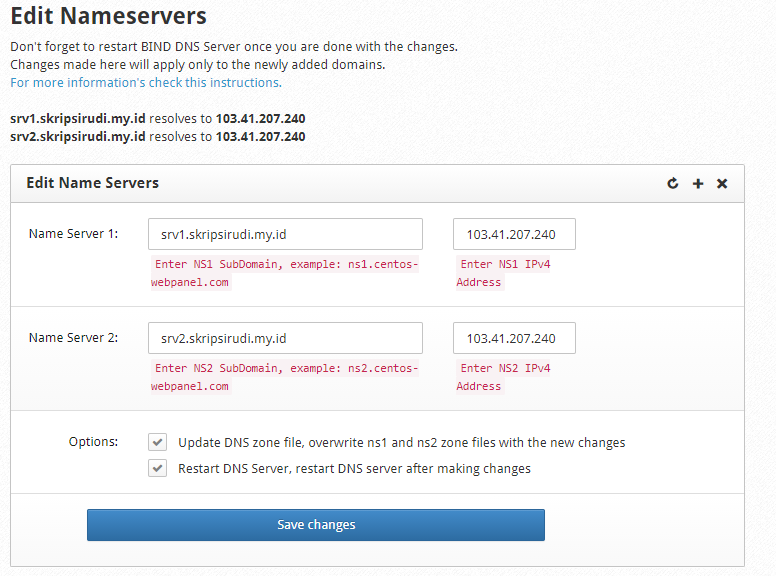 Edit Nameservers
Don't forget to restart BIND DNS Server once you are done with the changes.
Changes made here will apply only to the newly added domains.
For more information's check this instructions.
srv1.skripsirudi.my.id resolves to 103.41.207.240
srv2.skripsirudi.my.id resolves to 103.41.207.240
Edit Name Servers
Name Server 1: srv1.skripsirudi.my.id 103.41.207.240
Enter NS1 SubDomain, example: ns1.centos- Enter NS1 IPv4
webpanel.com Address
Name Server 2: srv2.skripsirudi.my.id 103.41.207.240
Enter NS2 SubDomain, example: ns2.centos- Enter NS2 IPv4
webpanel.com Address
Options: Update DNS zone file, overwrite ns1 and ns2 zone files with the new changes
Restart DNS Server, restart DNS server after making changes
Save changes